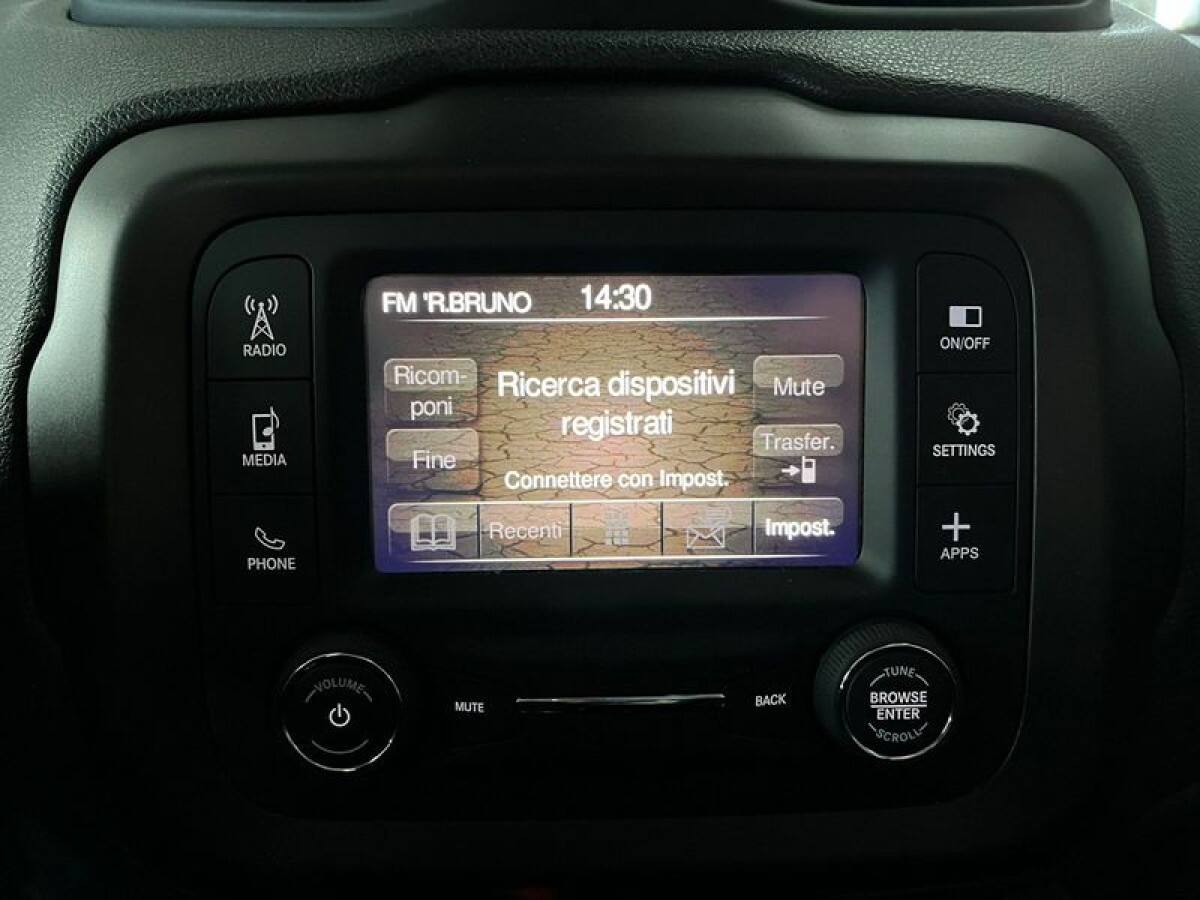 FM 'R.BRUNO 14:30
RADIO
MEDIA
PHONE
Ricom-
poni
Fine
Ricerca dispositivi
registrati
Connettere con Impost.
Mute
Trasfer.
Recenti
Impost.
ON/OFF
SETTINGS
APPS
VOLUME
MUTE
BACK
TUNE
BROWSE
ENTER
SCROLL